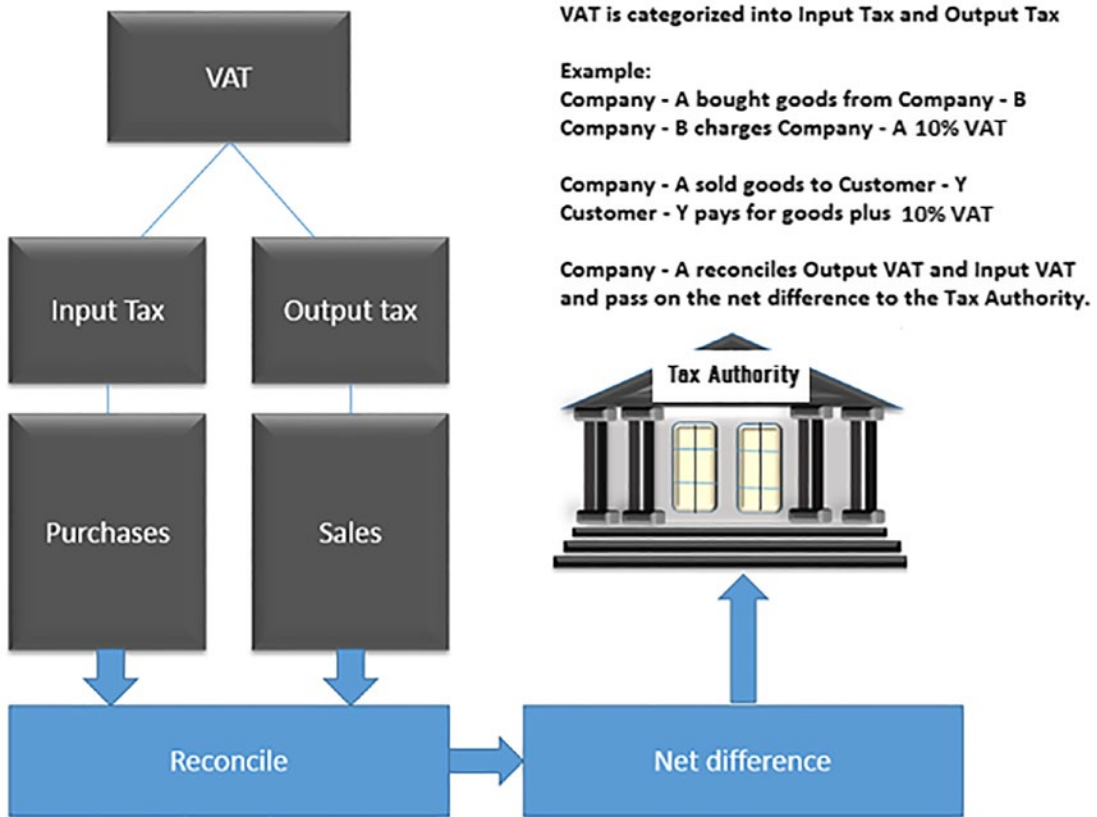 VAT is categorized into Input Tax and Output Tax
Example:
Company - A bought goods from Company - B
Company - B charges Company - A 10% VAT
Company - A sold goods to Customer - Y
Customer - Y pays for goods plus 10% VAT
Company - A reconciles Output VAT and Input VAT
and pass on the net difference to the Tax Authority.
VAT
Input Tax
Output tax
Purchases
Sales
Reconcile
Net difference
Tax Authority